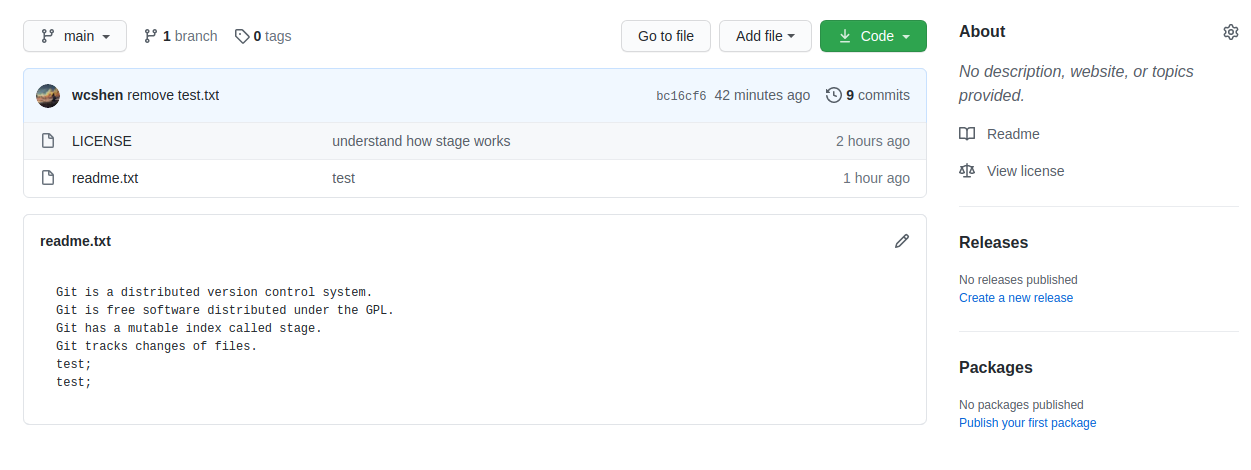 main 1 branch 0 tags Go to file Add file Code
wcshen remove test.txt bc16cf6 42 minutes ago 9 commits
LICENSE understand how stage works 2 hours ago
readme.txt test 1 hour ago
readme.txt
Git is a distributed version control system.
Git is free software distributed under the GPL.
Git has a mutable index called stage.
Git tracks changes of files.
test;
test;
About
No description, website, or topics
provided.
Readme
View license
Releases
No releases published
Create a new release
Packages
No packages published
Publish your first package